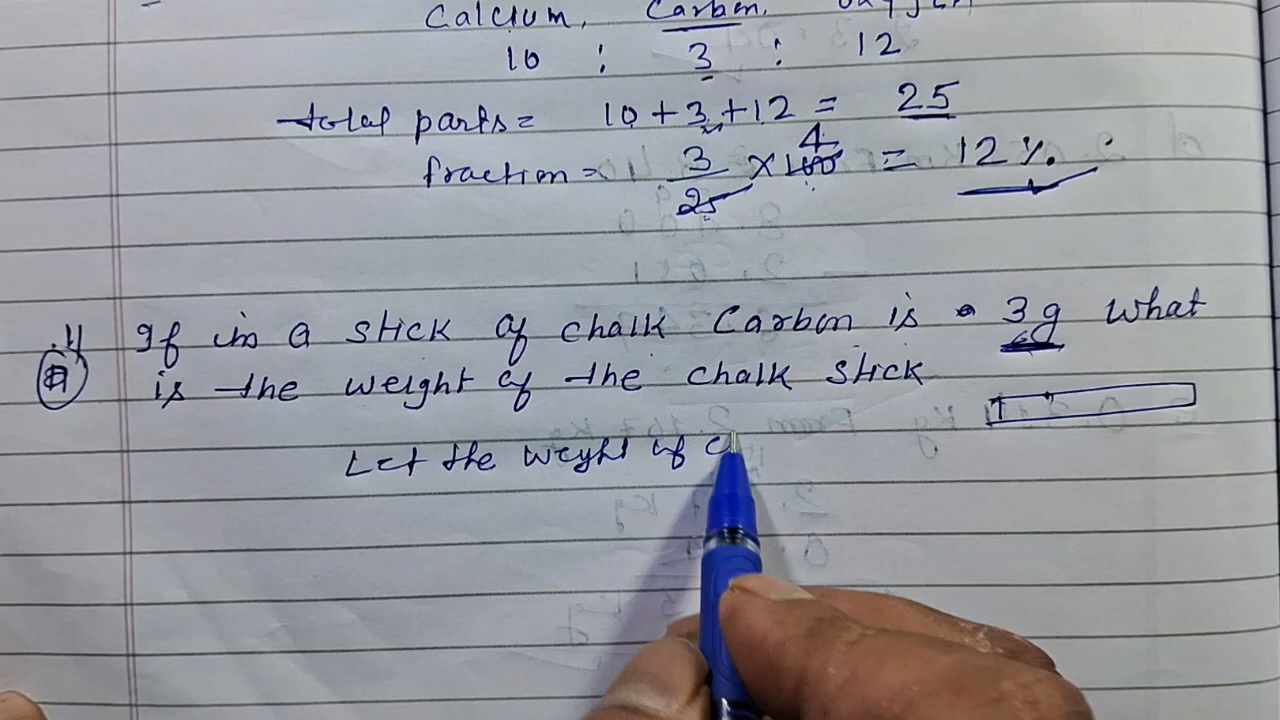 Calcium, Carbon,
10 : 3 : 12
total parts = 10 + 3 + 12 = 25
fraction = 3/25 × 100 4 = 12 %.
If in a stick of chalk Carbon is 3g what
is the weight of the chalk stick
Let the weight of c